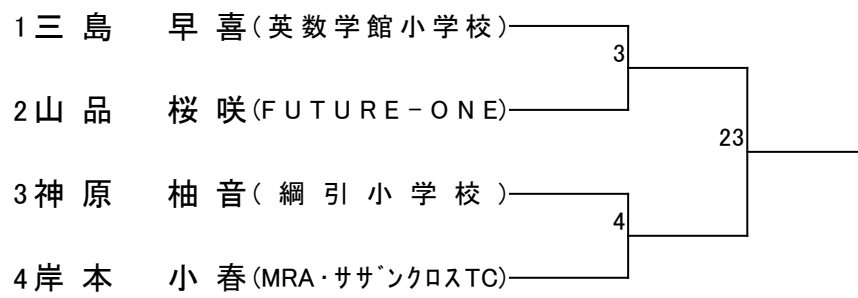 1 三島 早喜(英数学館小学校)
3
2 山品 桜咲(FUTURE-ONE)
23
3 神原 柚音(綱引小学校)
4
4 岸本 小春(MRA・ｻｻﾞﾝｸﾛｽTC)